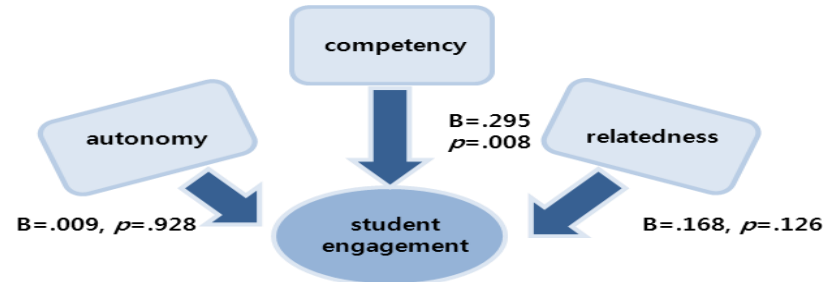 competency
B=.295
p=.008
autonomy
relatedness
B=.009, p=.928
student
engagement
B=.168, p=.126